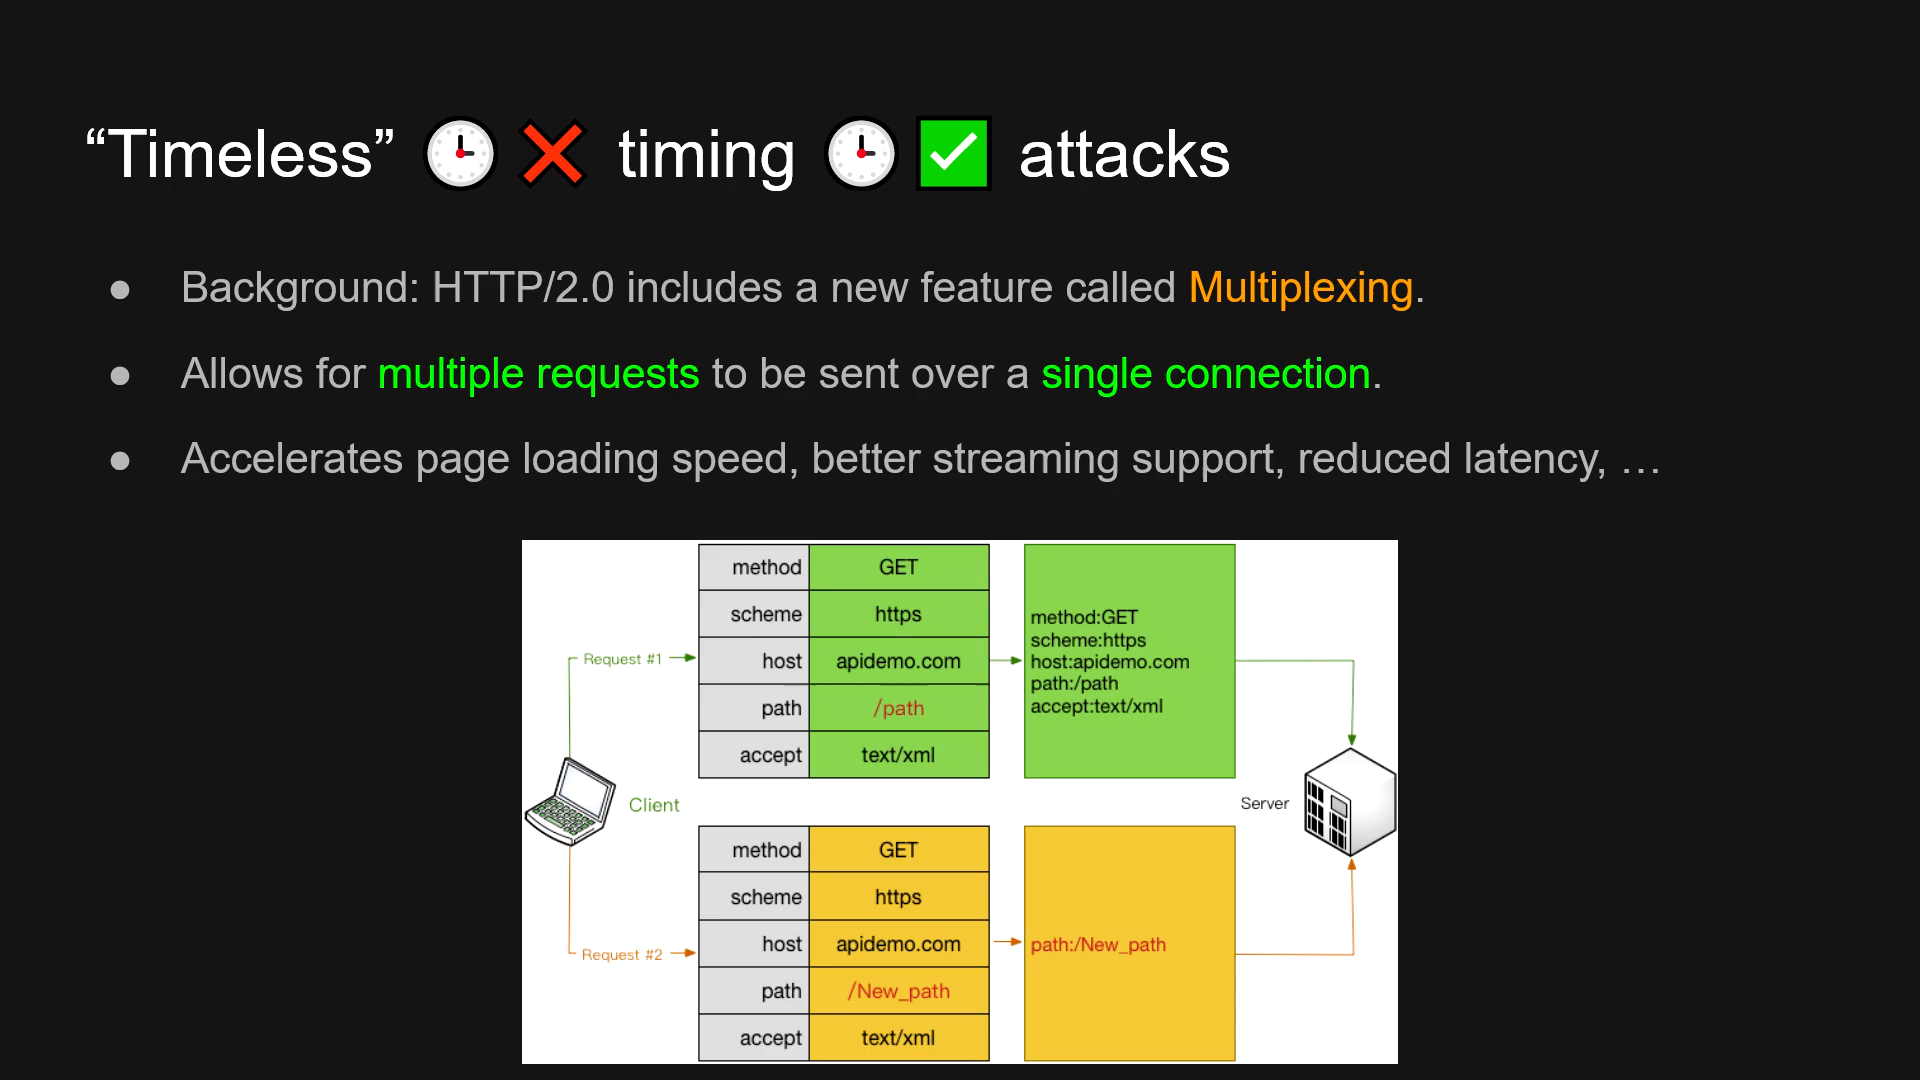 “Timeless” 🕒❌ timing 🕒✅ attacks
● Background: HTTP/2.0 includes a new feature called Multiplexing.
● Allows for multiple requests to be sent over a single connection.
● Accelerates page loading speed, better streaming support, reduced latency, …
method GET
scheme https
host apidemo.com
path /path
accept text/xml
Request #1
method:GET
scheme:https
host:apidemo.com
path:/path
accept:text/xml
Client
Server
method GET
scheme https
host apidemo.com
path /New_path
accept text/xml
Request #2
path:/New_path